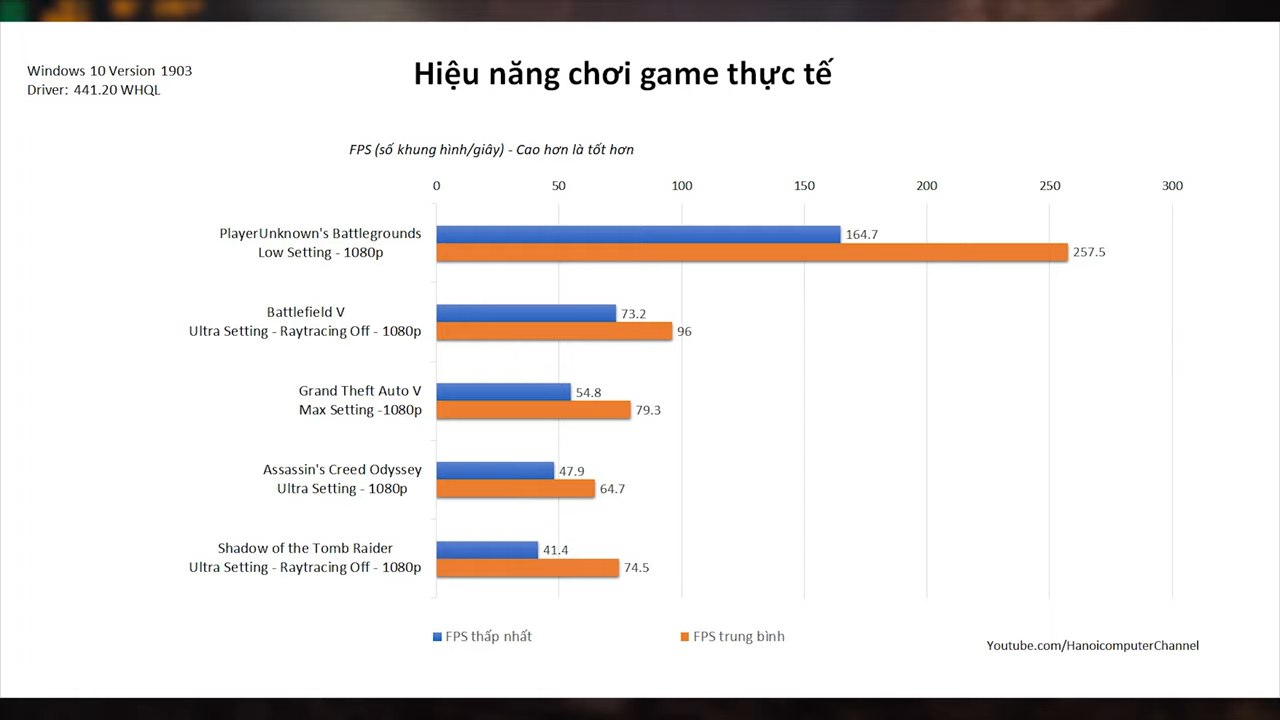 Windows 10 Version 1903
Driver: 441.20 WHQL
Hiệu năng chơi game thực tế
FPS (số khung hình/giây) - Cao hơn là tốt hơn
0 50 100 150 200 250 300
PlayerUnknown's Battlegrounds
Low Setting - 1080p
164.7
257.5
Battlefield V
Ultra Setting - Raytracing Off - 1080p
73.2
96
Grand Theft Auto V
Max Setting -1080p
54.8
79.3
Assassin's Creed Odyssey
Ultra Setting - 1080p
47.9
64.7
Shadow of the Tomb Raider
Ultra Setting - Raytracing Off - 1080p
41.4
74.5
FPS thấp nhất
FPS trung bình
Youtube.com/HanoicomputerChannel